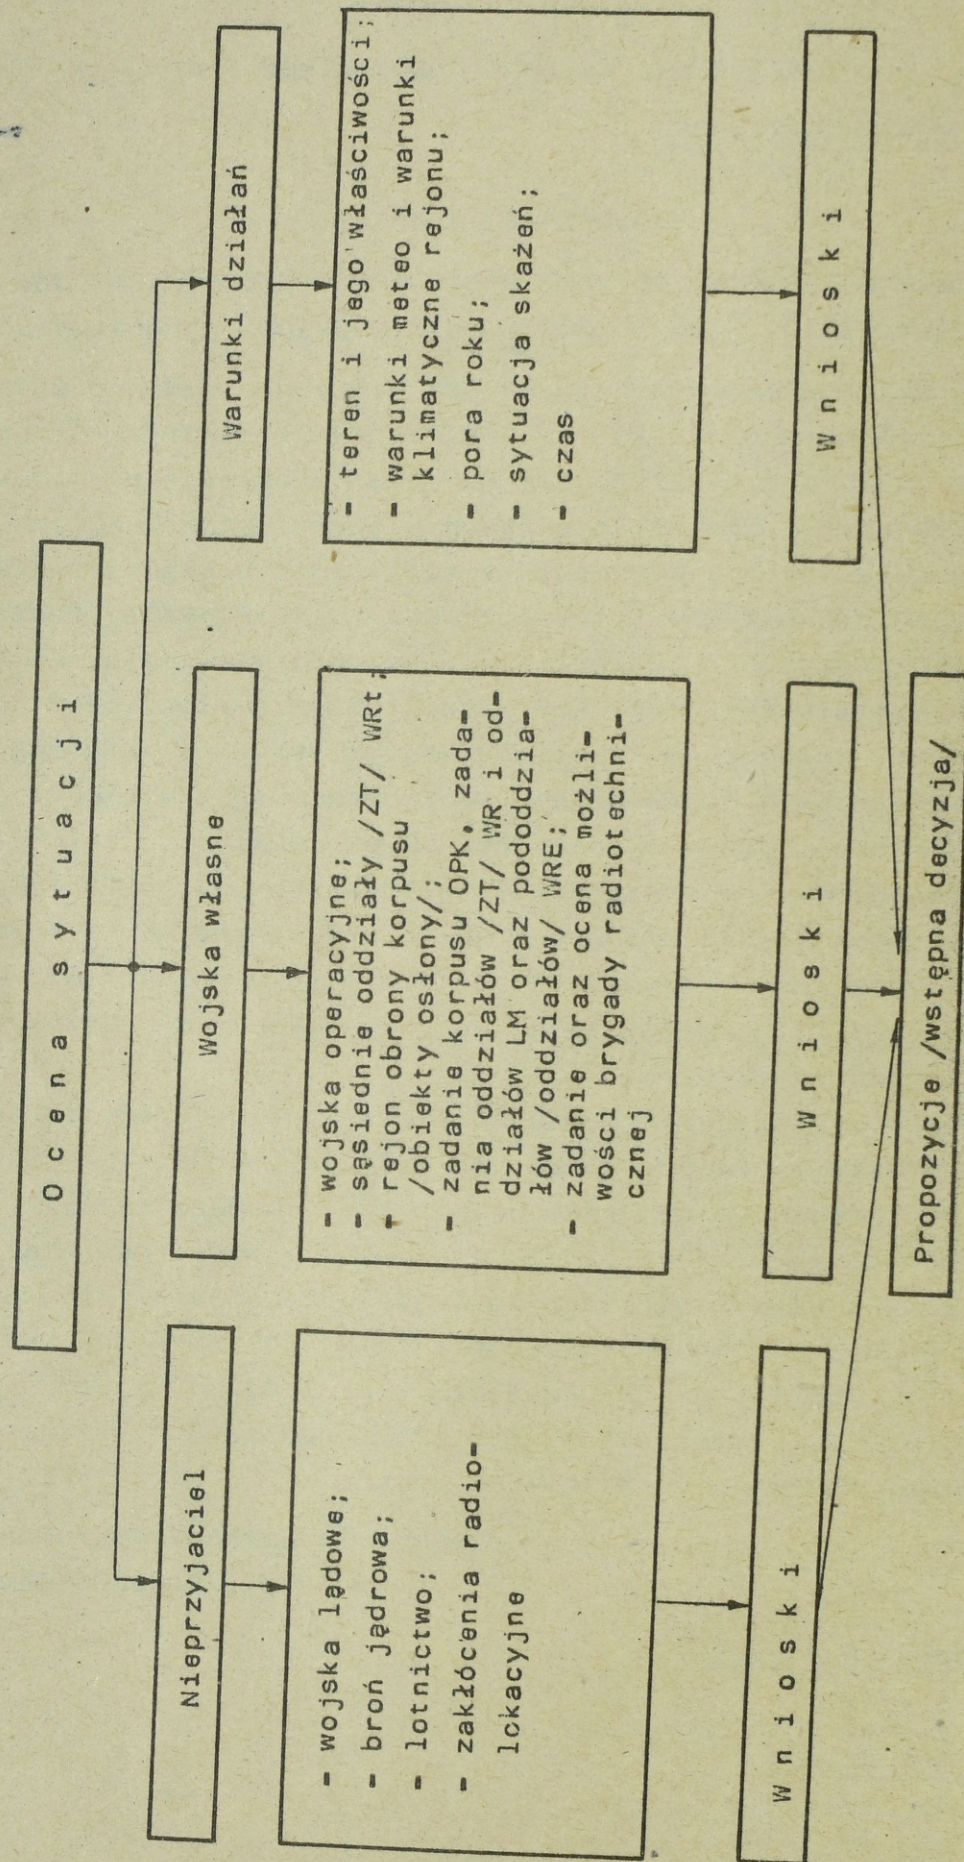 Ocena sytuacji
Nieprzyjaciel
- wojska lądowe;
- broń jądrowa;
- lotnictwo;
- zakłócenia radio-
lokacyjne
Wnioski
Wojska własne
- wojska operacyjne;
- sąsiednie oddziały /ZT/ WRt;
- rejon obrony korpusu
/obiekty osłony/;
- zadanie korpusu OPK, zada-
nia oddziałów /ZT/ WR i od-
działów LM oraz pododdzia-
łów /oddziałów/ WRE;
- zadanie oraz ocena możli-
wości brygady radiotechni-
cznej
Wnioski
Warunki działań
- teren i jego właściwości;
- warunki meteo i warunki
klimatyczne rejonu;
- pora roku;
- sytuacja skażeń;
- czas
Wnioski
Propozycje /wstępna decyzja/